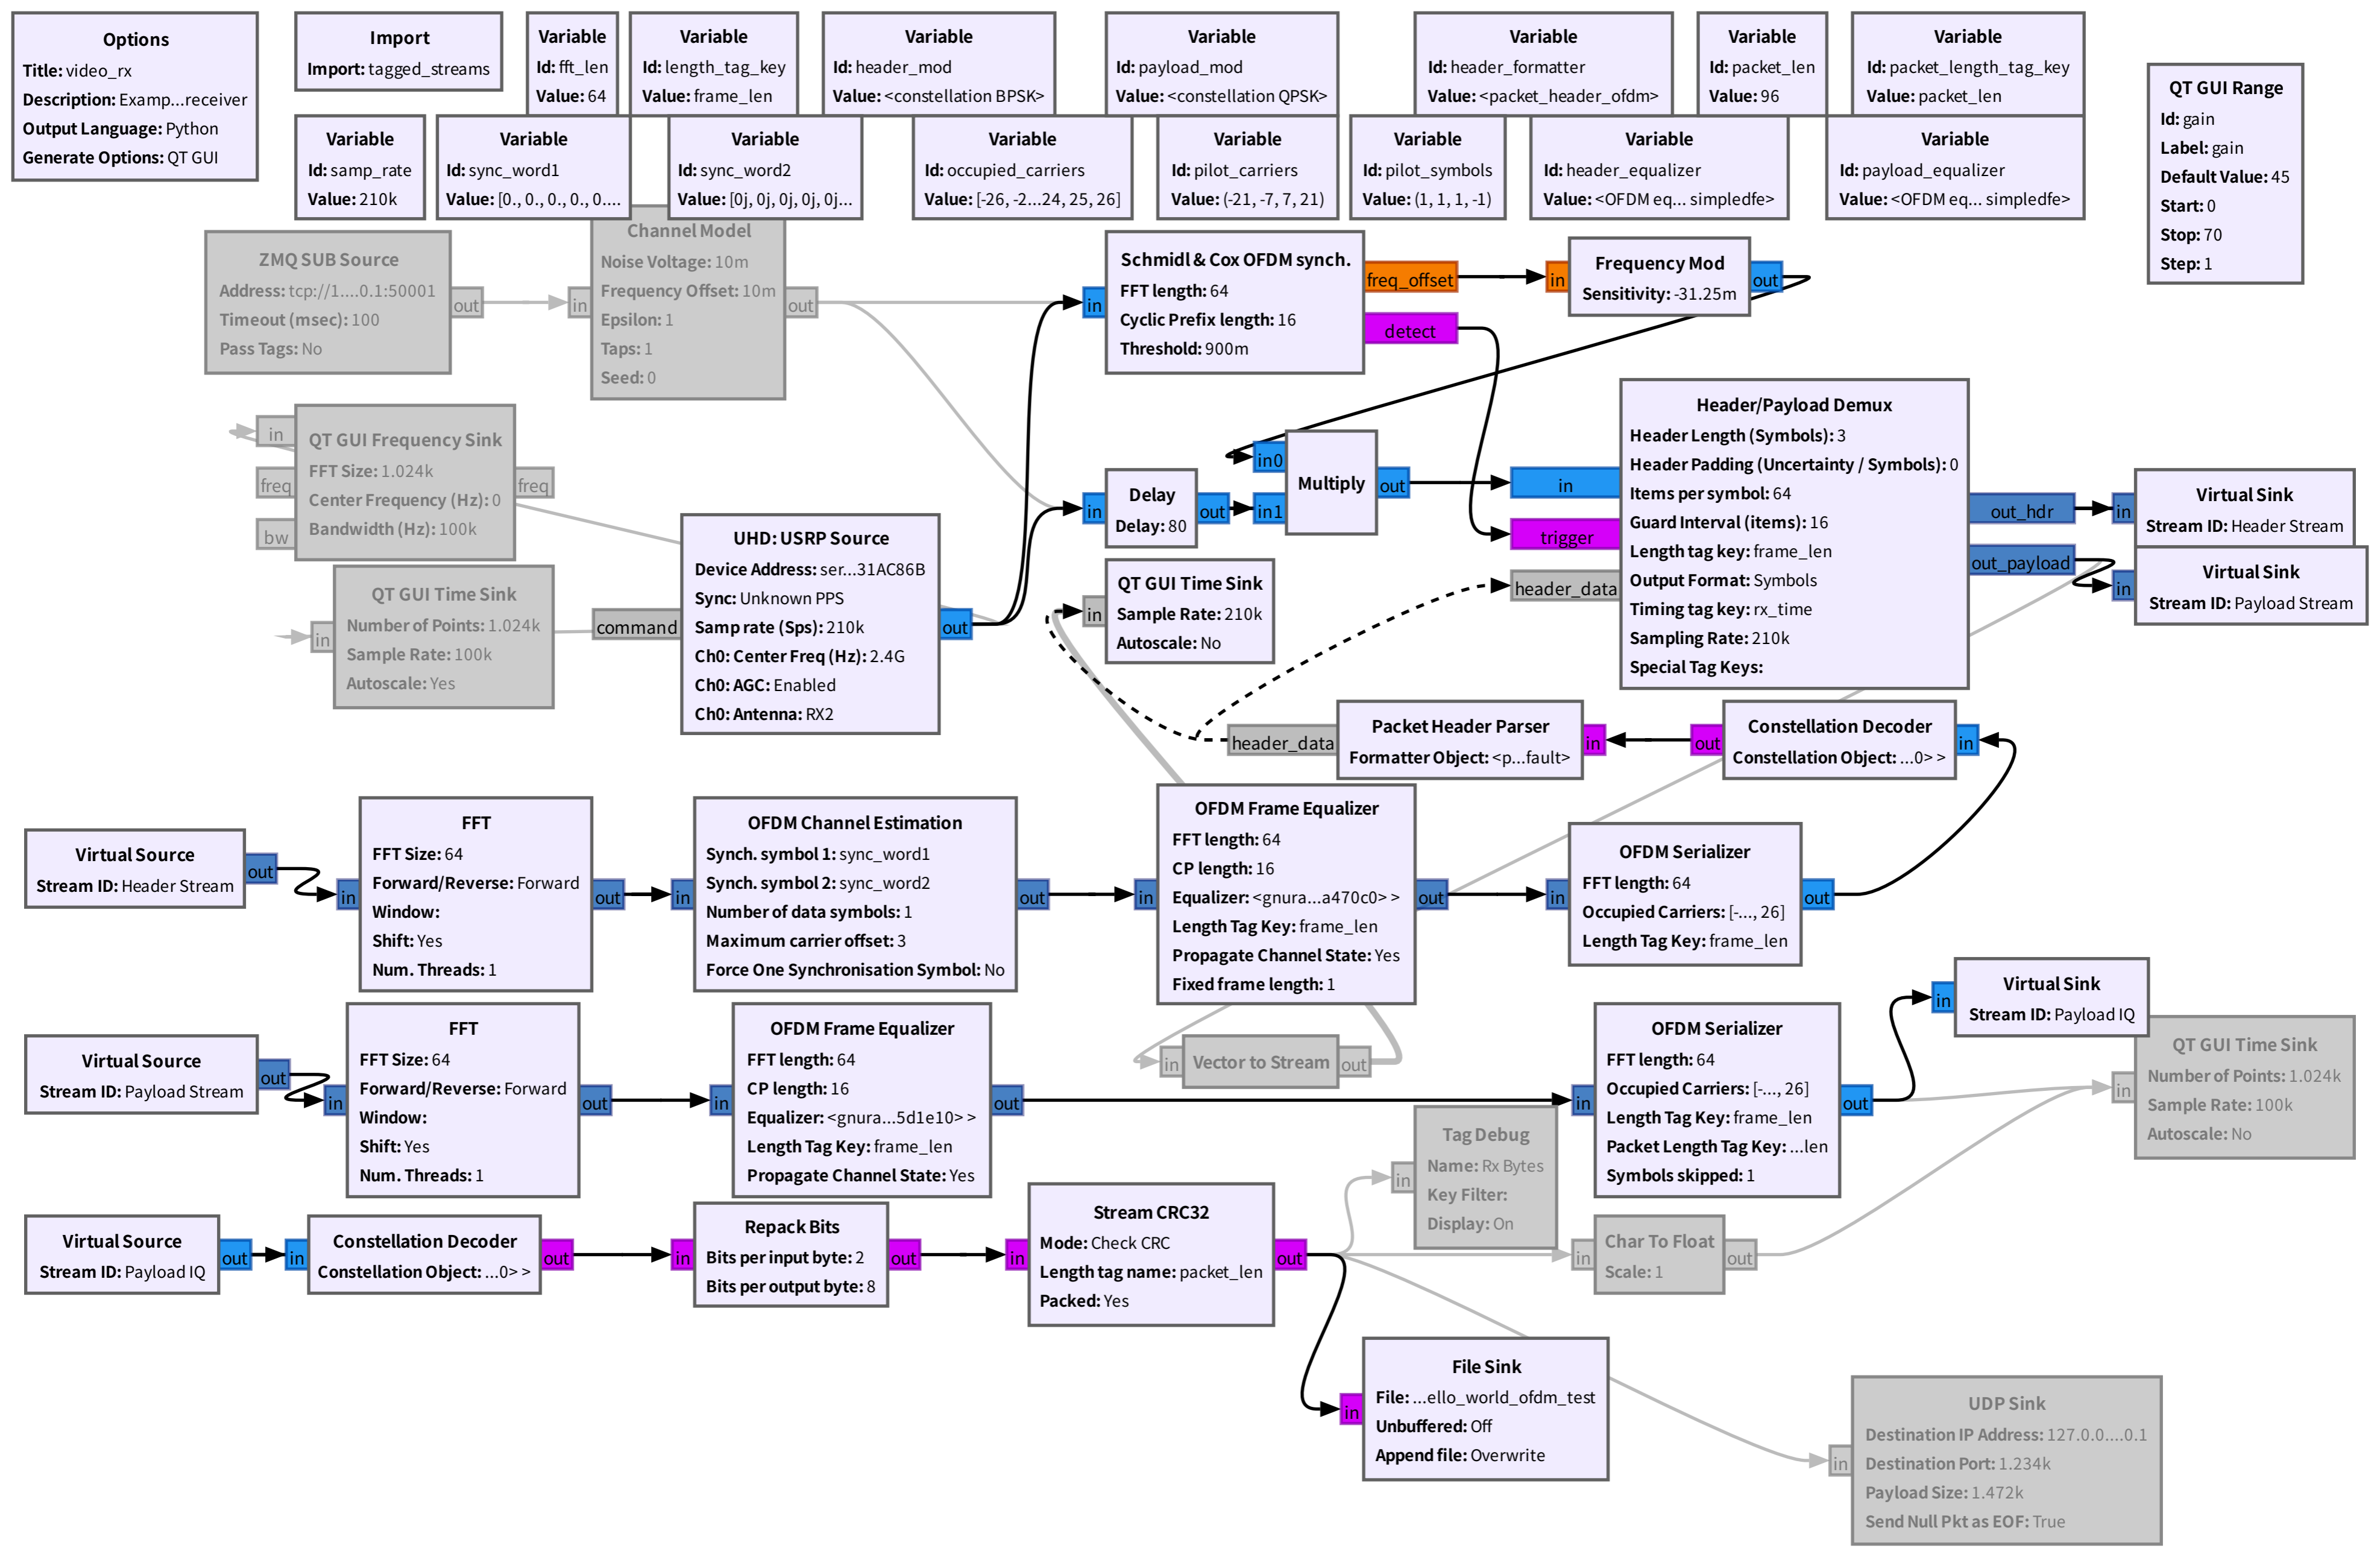 Options
Title: video_rx
Description: Examp...receiver
Output Language: Python
Generate Options: QT GUI
Import
Import: tagged_streams
Variable
Id: fft_len
Value: 64
Variable
Id: length_tag_key
Value: frame_len
Variable
Id: header_mod
Value: <constellation BPSK>
Variable
Id: payload_mod
Value: <constellation QPSK>
Variable
Id: header_formatter
Value: <packet_header_ofdm>
Variable
Id: packet_len
Value: 96
Variable
Id: packet_length_tag_key
Value: packet_len
QT GUI Range
Id: gain
Label: gain
Default Value: 45
Start: 0
Stop: 70
Step: 1
Variable
Id: samp_rate
Value: 210k
Variable
Id: sync_word1
Value: [0., 0., 0., 0., 0....
Variable
Id: sync_word2
Value: [0j, 0j, 0j, 0j, 0j...
Variable
Id: occupied_carriers
Value: [-26, -2...24, 25, 26]
Variable
Id: pilot_carriers
Value: (-21, -7, 7, 21)
Variable
Id: pilot_symbols
Value: (1, 1, 1, -1)
Variable
Id: header_equalizer
Value: <OFDM eq... simpledfe>
Variable
Id: payload_equalizer
Value: <OFDM eq... simpledfe>
ZMQ SUB Source
Address: tcp://1....0.1:50001
Timeout (msec): 100
Pass Tags: No
out
in
Channel Model
Noise Voltage: 10m
Frequency Offset: 10m
Epsilon: 1
Taps: 1
Seed: 0
out
in
Schmidl & Cox OFDM synch.
FFT length: 64
Cyclic Prefix length: 16
Threshold: 900m
freq_offset
detect
in
Frequency Mod
Sensitivity: -31.25m
out
in
freq
bw
QT GUI Frequency Sink
FFT Size: 1.024k
Center Frequency (Hz): 0
Bandwidth (Hz): 100k
freq
in
QT GUI Time Sink
Number of Points: 1.024k
Sample Rate: 100k
Autoscale: Yes
command
UHD: USRP Source
Device Address: ser...31AC86B
Sync: Unknown PPS
Samp rate (Sps): 210k
Ch0: Center Freq (Hz): 2.4G
Ch0: AGC: Enabled
Ch0: Antenna: RX2
out
in
Delay
Delay: 80
out
in0
in1
Multiply
out
in
QT GUI Time Sink
Sample Rate: 210k
Autoscale: No
in
trigger
header_data
Header/Payload Demux
Header Length (Symbols): 3
Header Padding (Uncertainty / Symbols): 0
Items per symbol: 64
Guard Interval (items): 16
Length tag key: frame_len
Output Format: Symbols
Timing tag key: rx_time
Sampling Rate: 210k
Special Tag Keys:
out_hdr
out_payload
in
Virtual Sink
Stream ID: Header Stream
in
Virtual Sink
Stream ID: Payload Stream
header_data
Packet Header Parser
Formatter Object: <p...fault>
in
out
Constellation Decoder
Constellation Object: ...0> >
in
Virtual Source
Stream ID: Header Stream
out
in
FFT
FFT Size: 64
Forward/Reverse: Forward
Window:
Shift: Yes
Num. Threads: 1
out
in
OFDM Channel Estimation
Synch. symbol 1: sync_word1
Synch. symbol 2: sync_word2
Number of data symbols: 1
Maximum carrier offset: 3
Force One Synchronisation Symbol: No
out
in
OFDM Frame Equalizer
FFT length: 64
CP length: 16
Equalizer: <gnura...a470c0> >
Length Tag Key: frame_len
Propagate Channel State: Yes
Fixed frame length: 1
out
in
OFDM Serializer
FFT length: 64
Occupied Carriers: [-..., 26]
Length Tag Key: frame_len
out
Virtual Source
Stream ID: Payload Stream
out
in
FFT
FFT Size: 64
Forward/Reverse: Forward
Window:
Shift: Yes
Num. Threads: 1
out
in
OFDM Frame Equalizer
FFT length: 64
CP length: 16
Equalizer: <gnura...5d1e10> >
Length Tag Key: frame_len
Propagate Channel State: Yes
out
in
Vector to Stream
out
in
OFDM Serializer
FFT length: 64
Occupied Carriers: [-..., 26]
Length Tag Key: frame_len
Packet Length Tag Key: ...len
Symbols skipped: 1
out
in
Virtual Sink
Stream ID: Payload IQ
in
QT GUI Time Sink
Number of Points: 1.024k
Sample Rate: 100k
Autoscale: No
in
Tag Debug
Name: Rx Bytes
Key Filter:
Display: On
Virtual Source
Stream ID: Payload IQ
out
in
Constellation Decoder
Constellation Object: ...0> >
out
in
Repack Bits
Bits per input byte: 2
Bits per output byte: 8
out
in
Stream CRC32
Mode: Check CRC
Length tag name: packet_len
Packed: Yes
out
in
Char To Float
Scale: 1
out
in
File Sink
File: ...ello_world_ofdm_test
Unbuffered: Off
Append file: Overwrite
in
UDP Sink
Destination IP Address: 127.0.0....0.1
Destination Port: 1.234k
Payload Size: 1.472k
Send Null Pkt as EOF: True